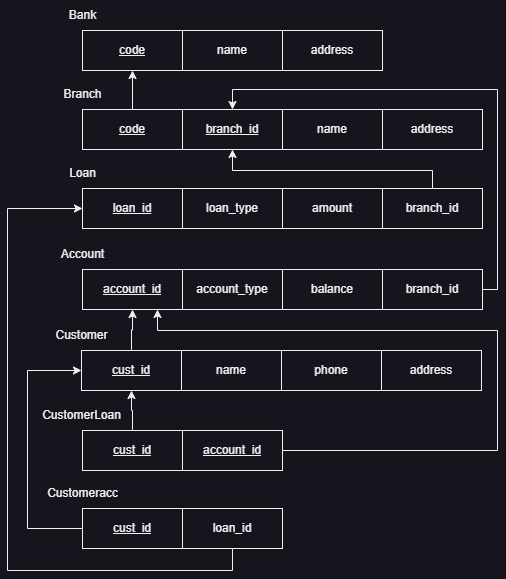 Bank
code name address
Branch
code branch_id name address
Loan
loan_id loan_type amount branch_id
Account
account_id account_type balance branch_id
Customer
cust_id name phone address
CustomerLoan
cust_id account_id
Customeracc
cust_id loan_id